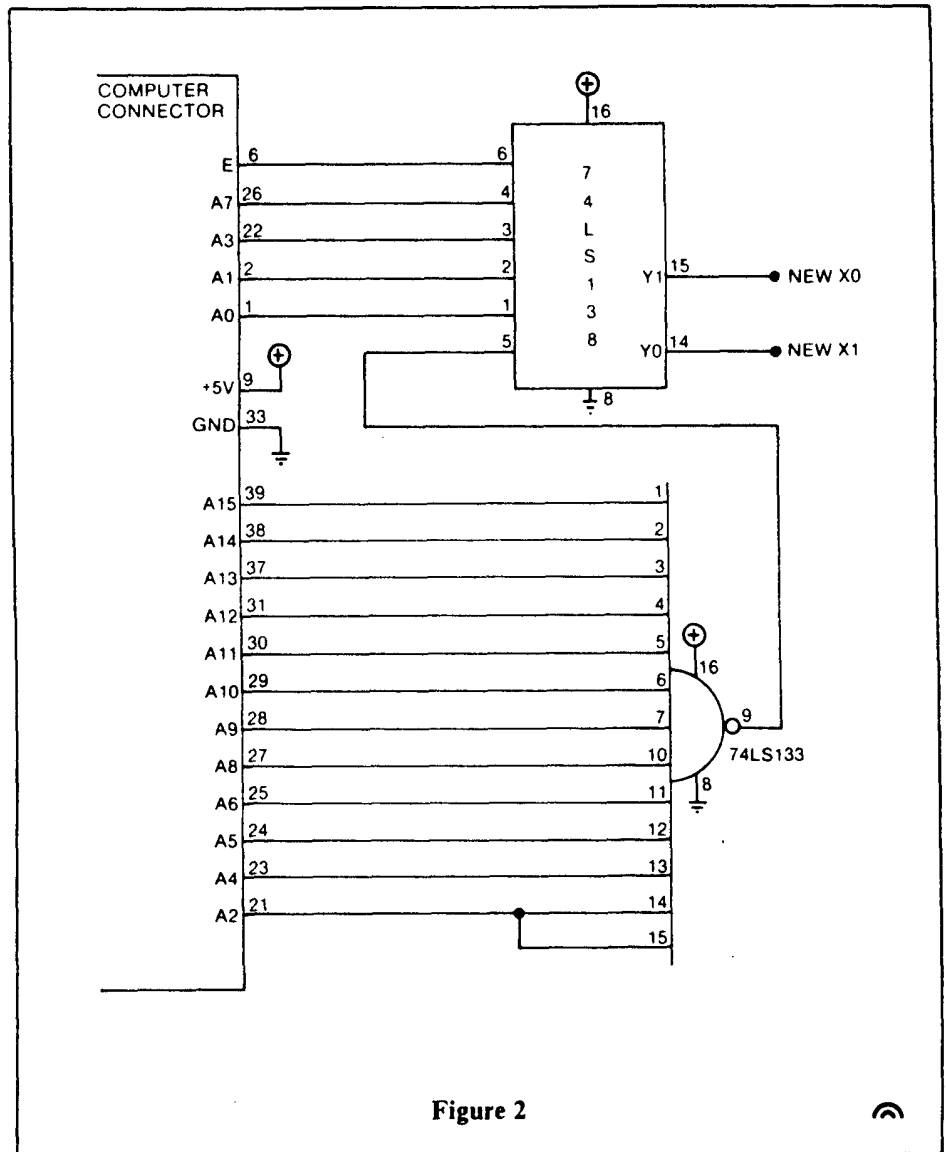 COMPUTER
CONNECTOR
16
E 6 6
A7 26 4
A3 22 3
A1 2 2
Y1 15 NEW X0
A0 1 1
5
Y0 14 NEW X1
7
4
L
S
1
3
8
8
+5V 9
GND 33
A15 39 1
A14 38 2
A13 37 3
A12 31 4
A11 30 5
16
A10 29 6
A9 28 7
9
74LS133
A8 27 10
8
A6 25 11
A5 24 12
A4 23 13
A2 21 14
15
Figure 2